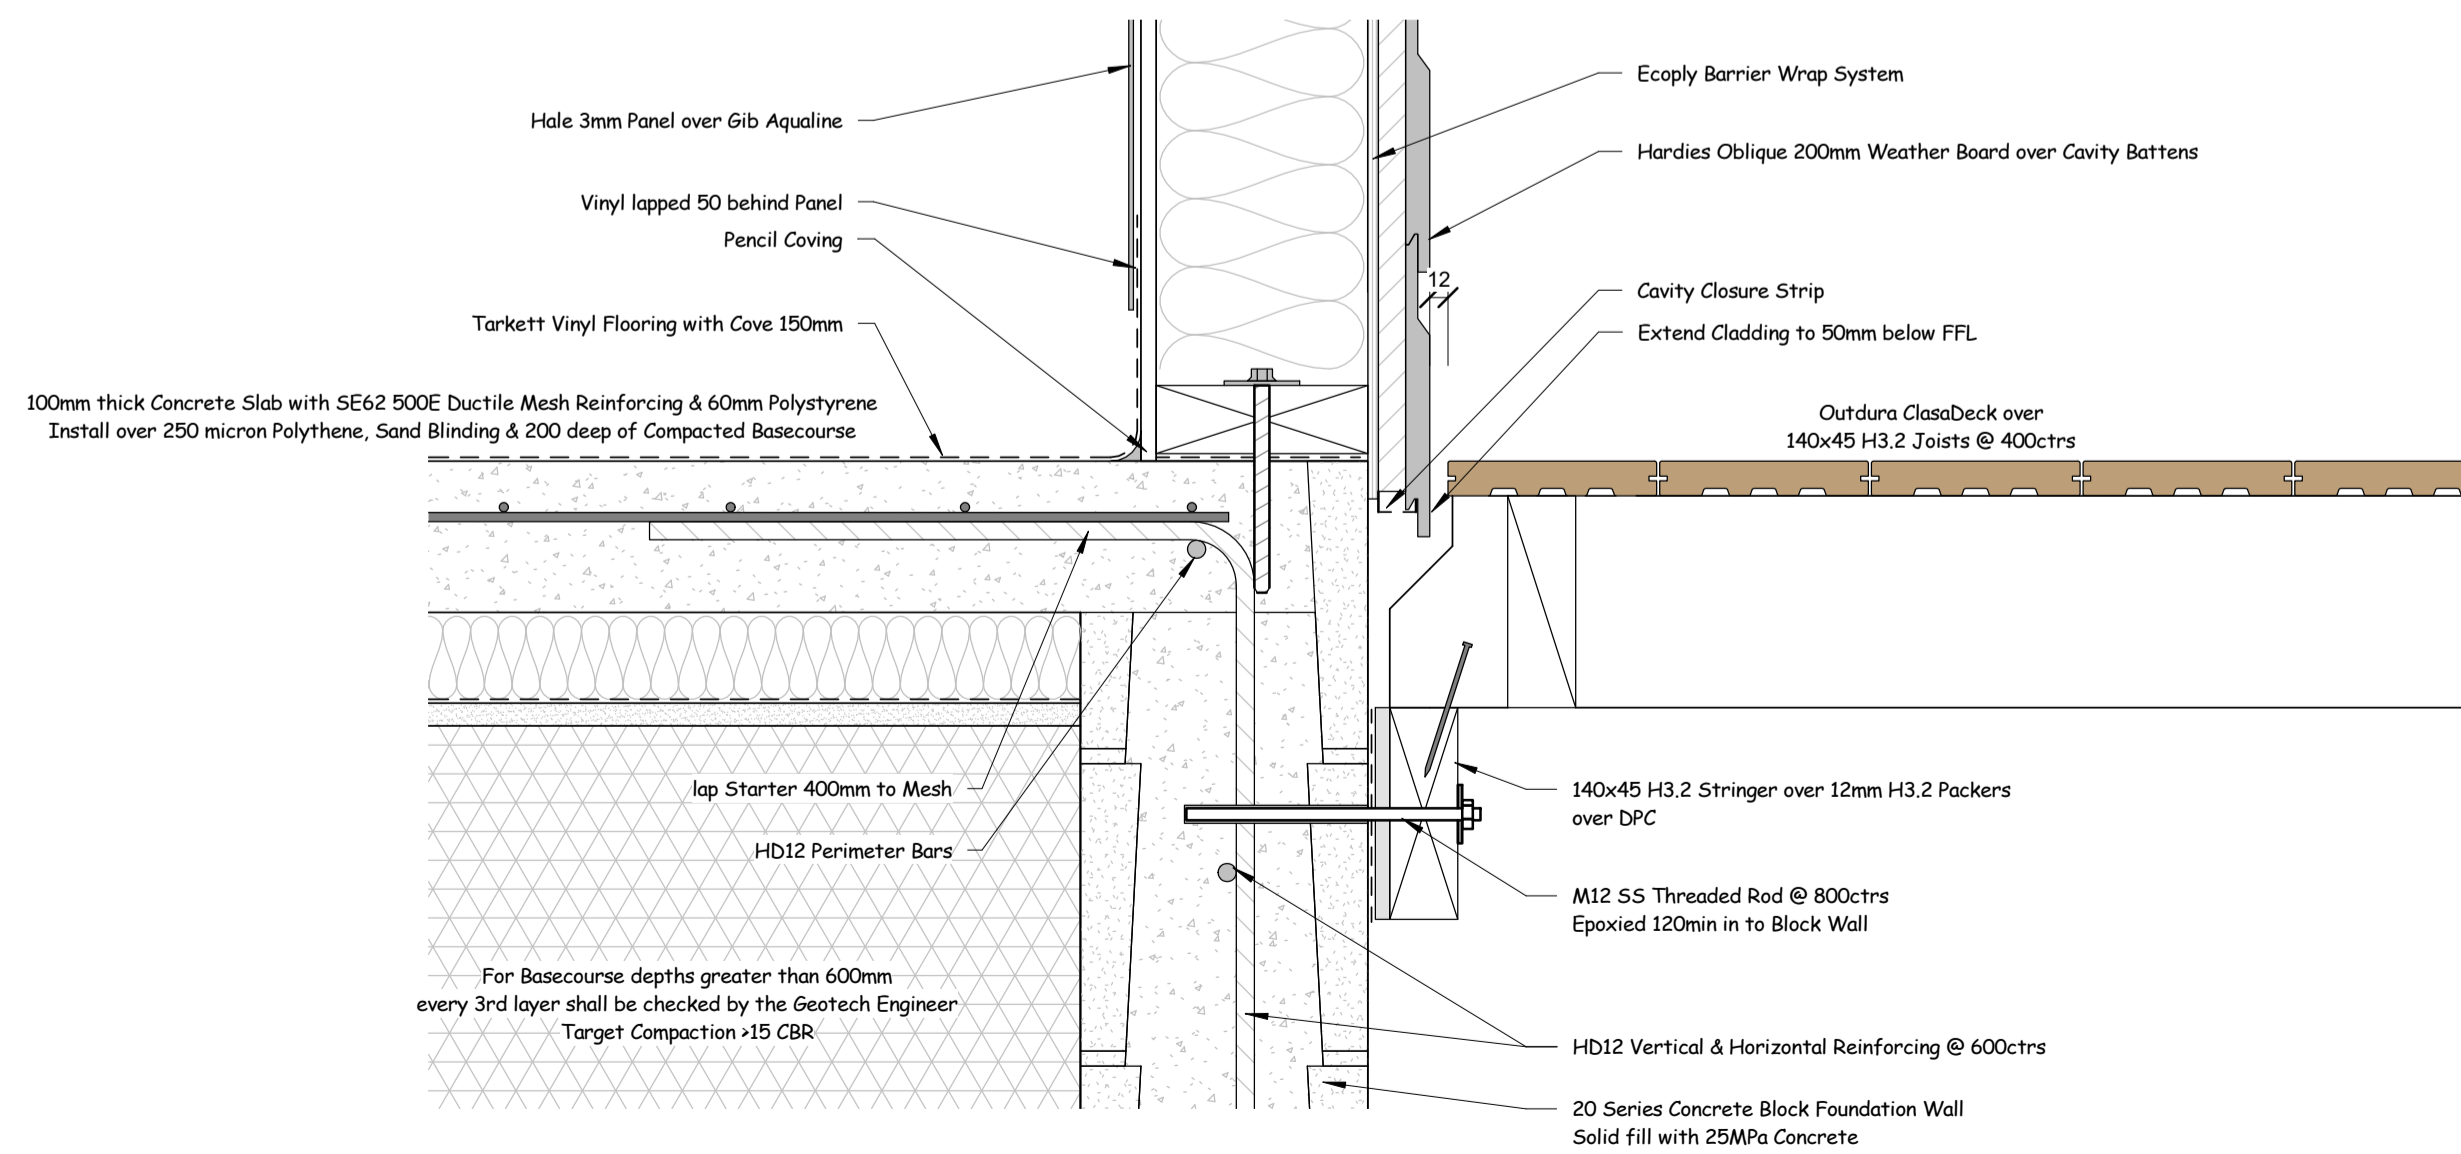 Hale 3mm Panel over Gib Aqualine
Vinyl lapped 50 behind Panel
Pencil Coving
Tarkett Vinyl Flooring with Cove 150mm
100mm thick Concrete Slab with SE62 500E Ductile Mesh Reinforcing & 60mm Polystyrene
Install over 250 micron Polythene, Sand Blinding & 200 deep of Compacted Basecourse
lap Starter 400mm to Mesh
HD12 Perimeter Bars
For Basecourse depths greater than 600mm
every 3rd layer shall be checked by the Geotech Engineer
Target Compaction >15 CBR
Ecoply Barrier Wrap System
Hardies Oblique 200mm Weather Board over Cavity Battens
12
Cavity Closure Strip
Extend Cladding to 50mm below FFL
Outdura ClasaDeck over
140x45 H3.2 Joists @ 400ctrs
140x45 H3.2 Stringer over 12mm H3.2 Packers
over DPC
M12 SS Threaded Rod @ 800ctrs
Epoxied 120min in to Block Wall
HD12 Vertical & Horizontal Reinforcing @ 600ctrs
20 Series Concrete Block Foundation Wall
Solid fill with 25MPa Concrete